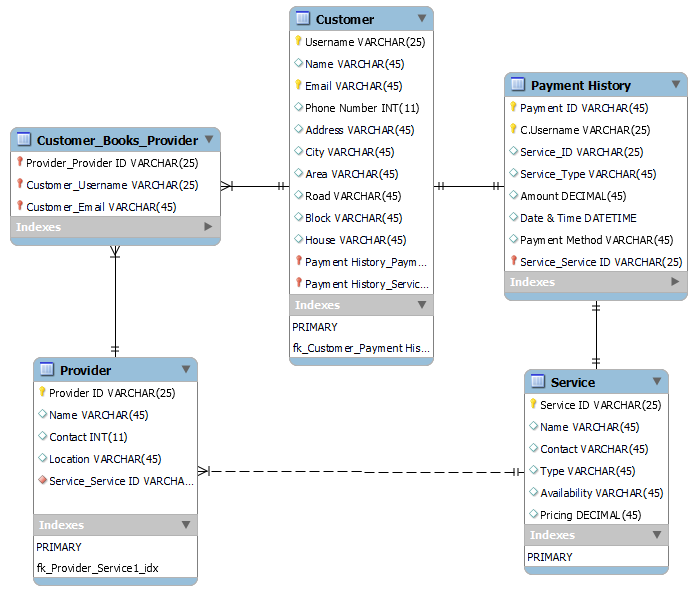 Customer
Username VARCHAR(25)
Name VARCHAR(45)
Email VARCHAR(45)
Phone Number INT(11)
Address VARCHAR(45)
City VARCHAR(45)
Area VARCHAR(45)
Road VARCHAR(45)
Block VARCHAR(45)
House VARCHAR(45)
Payment History_Paym...
Payment History_Servic...
Indexes
PRIMARY
fk_Customer_Payment His...
Payment History
Payment ID VARCHAR(45)
C.Username VARCHAR(25)
Service_ID VARCHAR(25)
Service_Type VARCHAR(45)
Amount DECIMAL(45)
Date & Time DATETIME
Payment Method VARCHAR(45)
Service_Service ID VARCHAR(25)
Indexes
Customer_Books_Provider
Provider_Provider ID VARCHAR(25)
Customer_Username VARCHAR(25)
Customer_Email VARCHAR(45)
Indexes
Provider
Provider ID VARCHAR(25)
Name VARCHAR(45)
Contact INT(11)
Location VARCHAR(45)
Service_Service ID VARCHA...
Indexes
PRIMARY
fk_Provider_Service1_idx
Service
Service ID VARCHAR(25)
Name VARCHAR(45)
Contact VARCHAR(45)
Type VARCHAR(45)
Availability VARCHAR(45)
Pricing DECIMAL(45)
Indexes
PRIMARY